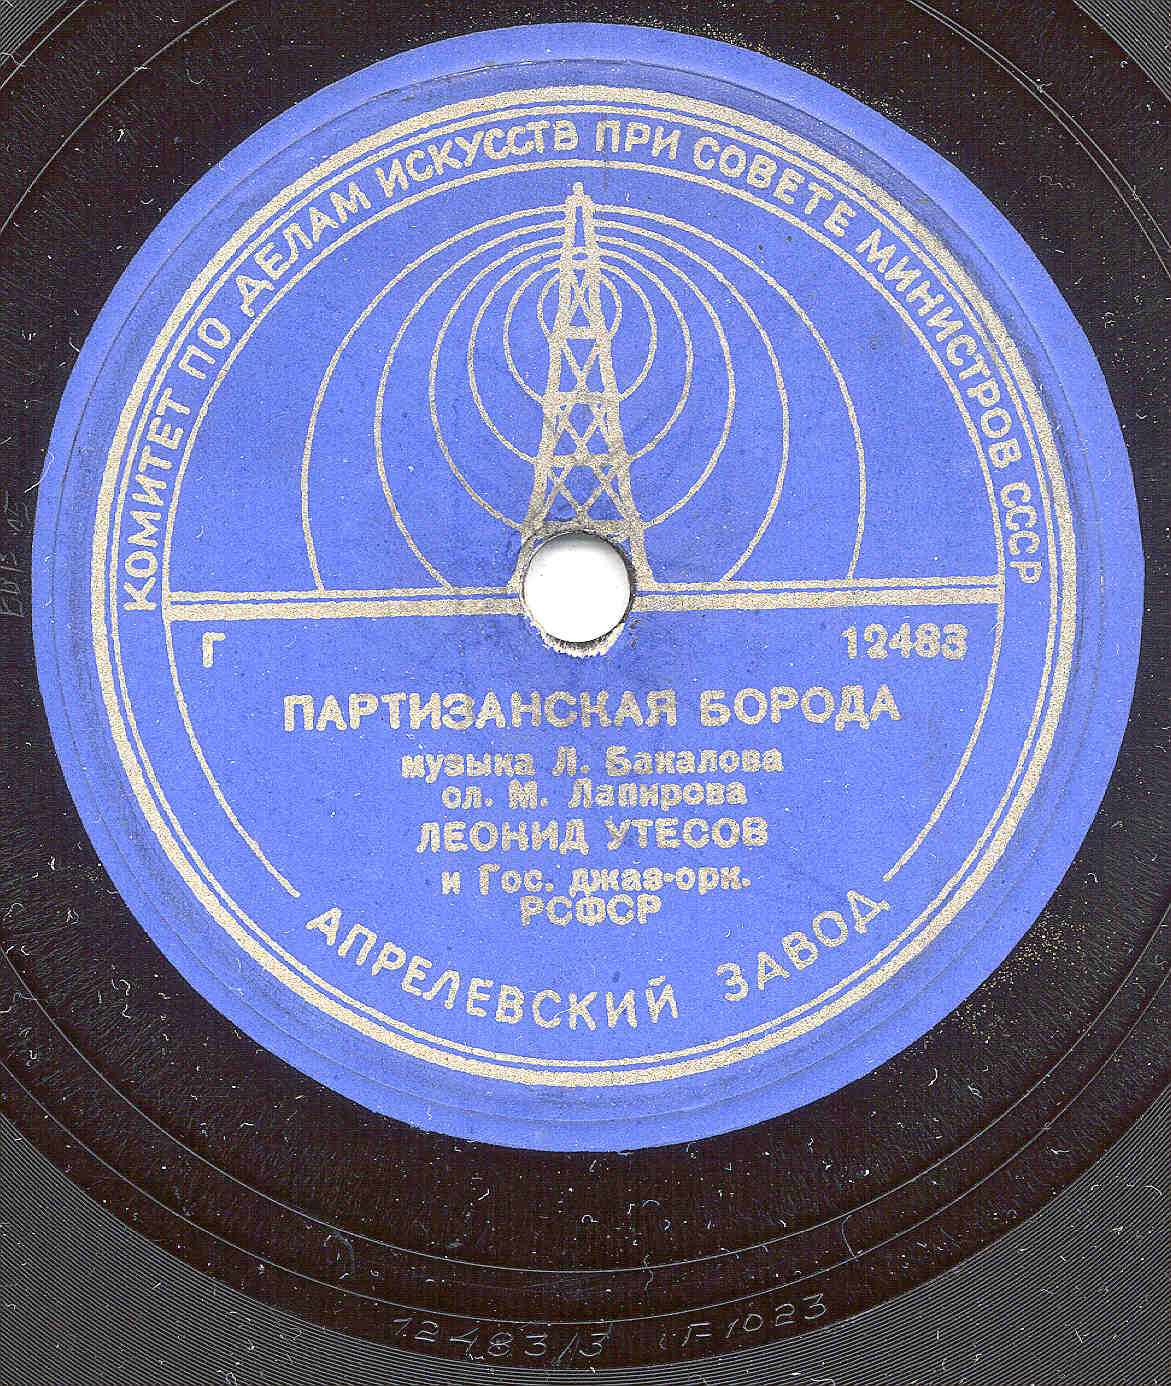 КОМИТЕТ ПО ДЕЛАМ ИСКУССТВ ПРИ СОВЕТЕ МИНИСТРОВ СССР
Г 12483
ПАРТИЗАНСКАЯ БОРОДА
музыка Л. Бакалова
сл. М. Лапирова
ЛЕОНИД УТЕСОВ
и Гос. джаз-орк.
РСФСР
АПРЕЛЕВСКИЙ ЗАВОД
12483/3 F1023